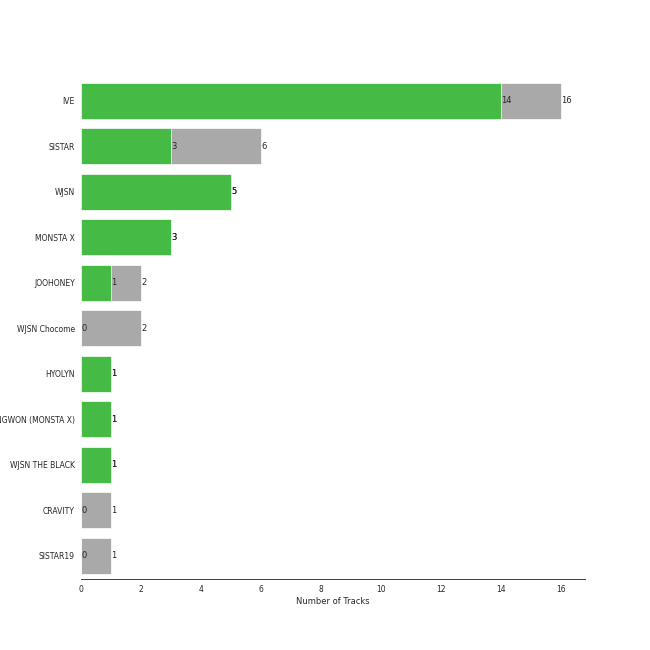 IVE 14 16
SISTAR 3 6
WJSN 5
MONSTA X 3
JOOHONEY 1 2
WJSN Chocome 0 2
HYOLYN 1
NGWON (MONSTA X) 1
WJSN THE BLACK 1
CRAVITY 0 1
SISTAR19 0 1
0 2 4 6 8 10 12 14 16
Number of Tracks